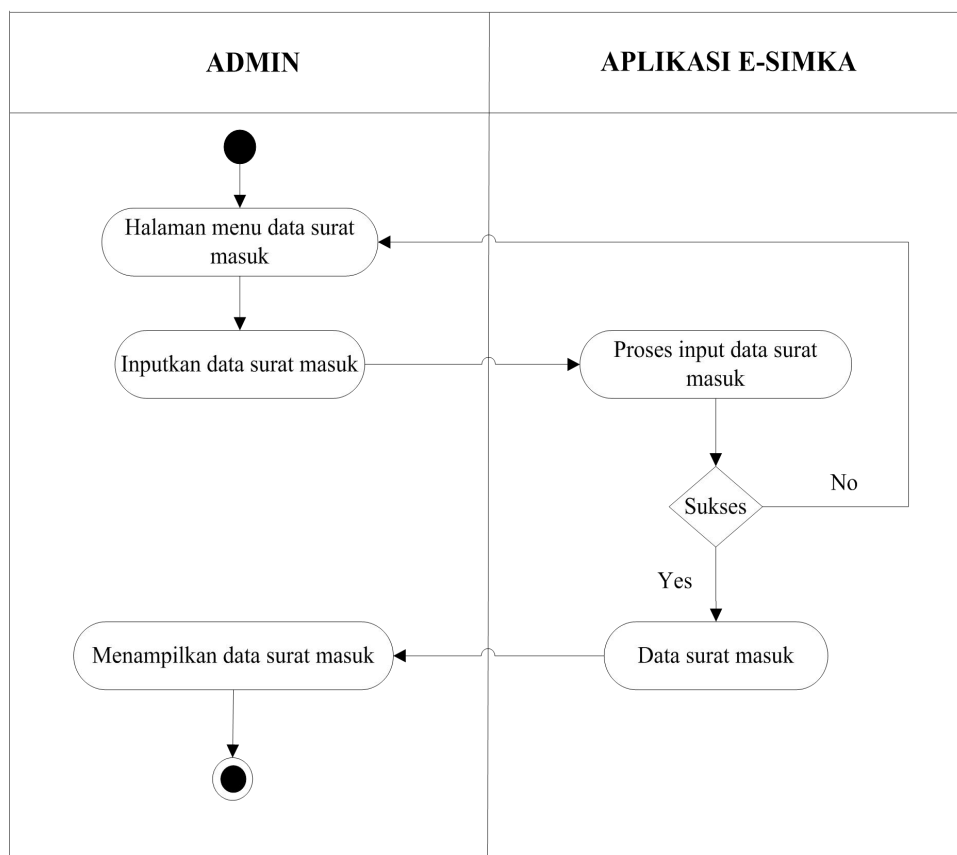 ADMIN
APLIKASI E-SIMKA
Halaman menu data surat
masuk
Inputkan data surat masuk
Proses input data surat
masuk
Sukses
No
Yes
Menampilkan data surat masuk
Data surat masuk